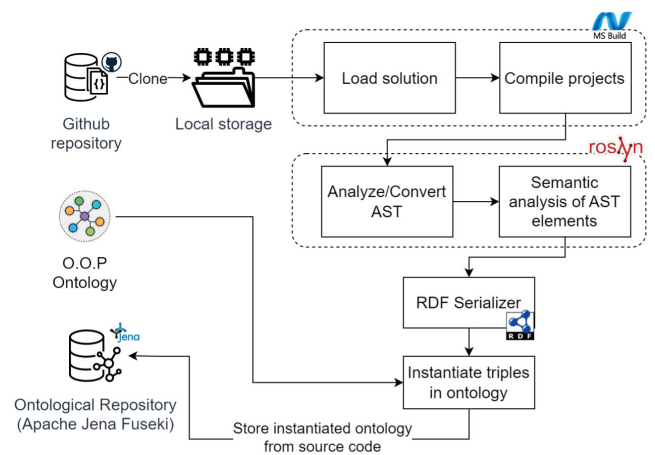 MS Build
{}
Clone
Load solution
Compile projects
Github
repository
Local storage
roslyn
Analyze/Convert
AST
Semantic
analysis of AST
elements
O.O.P
Ontology
RDF Serializer
RDF
jena
Instantiate triples
in ontology
Ontological Repository
(Apache Jena Fuseki)
Store instantiated ontology
from source code